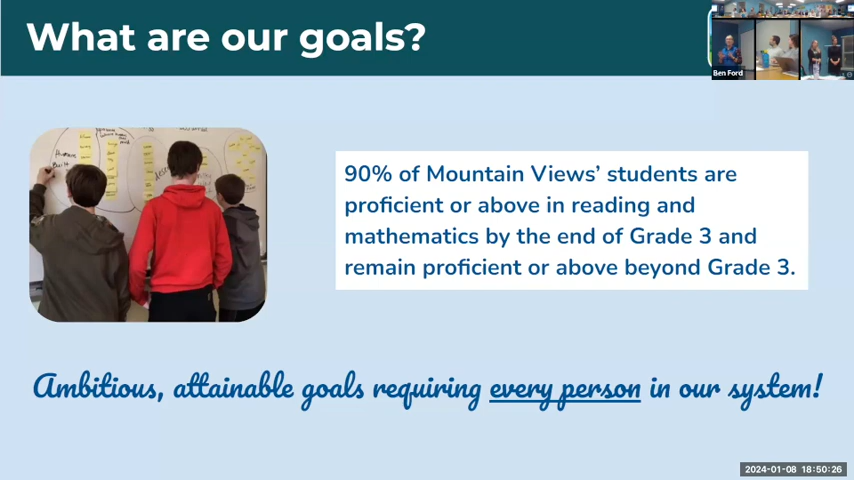 What are our goals?
Ben Ford
90% of Mountain Views’ students are
proficient or above in reading and
mathematics by the end of Grade 3 and
remain proficient or above beyond Grade 3.
Ambitious, attainable goals requiring every person in our system!
2024-01-08 18:50:26